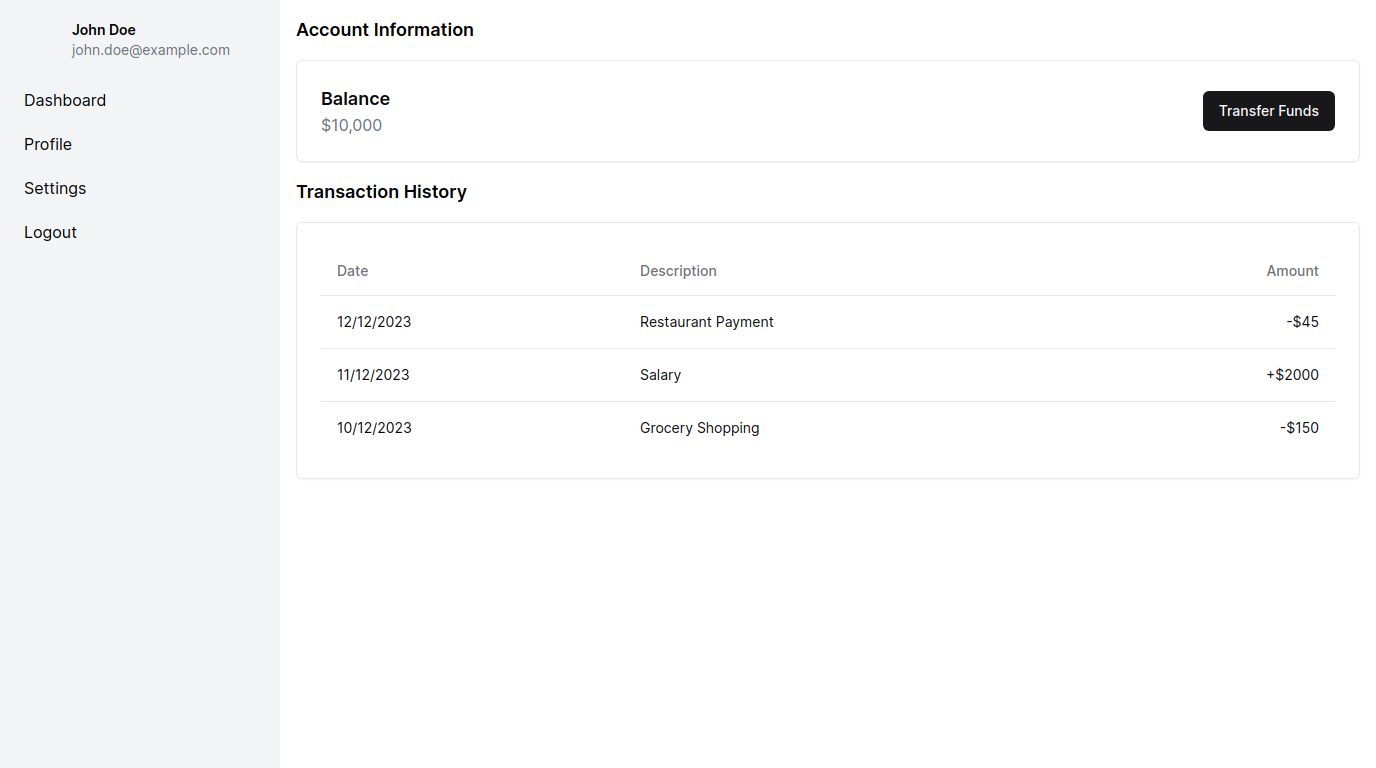 John Doe
john.doe@example.com
Dashboard
Profile
Settings
Logout
Account Information
Balance
$10,000
Transfer Funds
Transaction History
Date Description Amount
12/12/2023 Restaurant Payment -$45
11/12/2023 Salary +$2000
10/12/2023 Grocery Shopping -$150